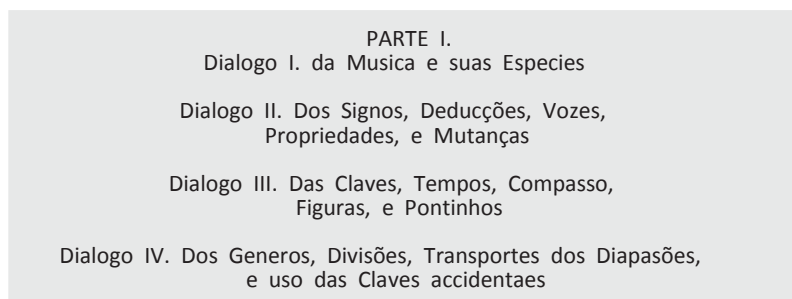 PARTE I.
Dialogo I. da Musica e suas Especies
Dialogo II. Dos Signos, Deducções, Vozes,
Propriedades, e Mutanças
Dialogo III. Das Claves, Tempos, Compasso,
Figuras, e Pontinhos
Dialogo IV. Dos Generos, Divisões, Transportes dos Diapasões,
e uso das Claves accidentaes